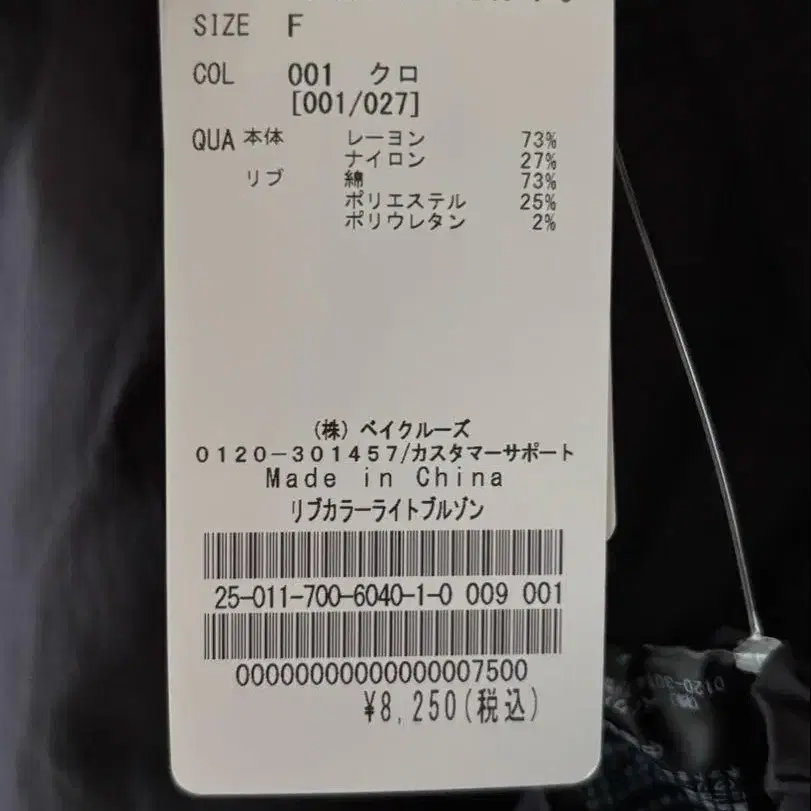 SIZE F
COL 001 クロ
[001/027]
QUA 本体 レーヨン 73%
ナイロン 27%
リブ 綿 73%
ポリエステル 25%
ポリウレタン 2%
(株) ベイクルーズ
0120-301457/カスタマーサポート
Made in China
リブカラーライトブルゾン
25-011-700-6040-1-0 009 001
000000000000000007500
¥8,250(税込)